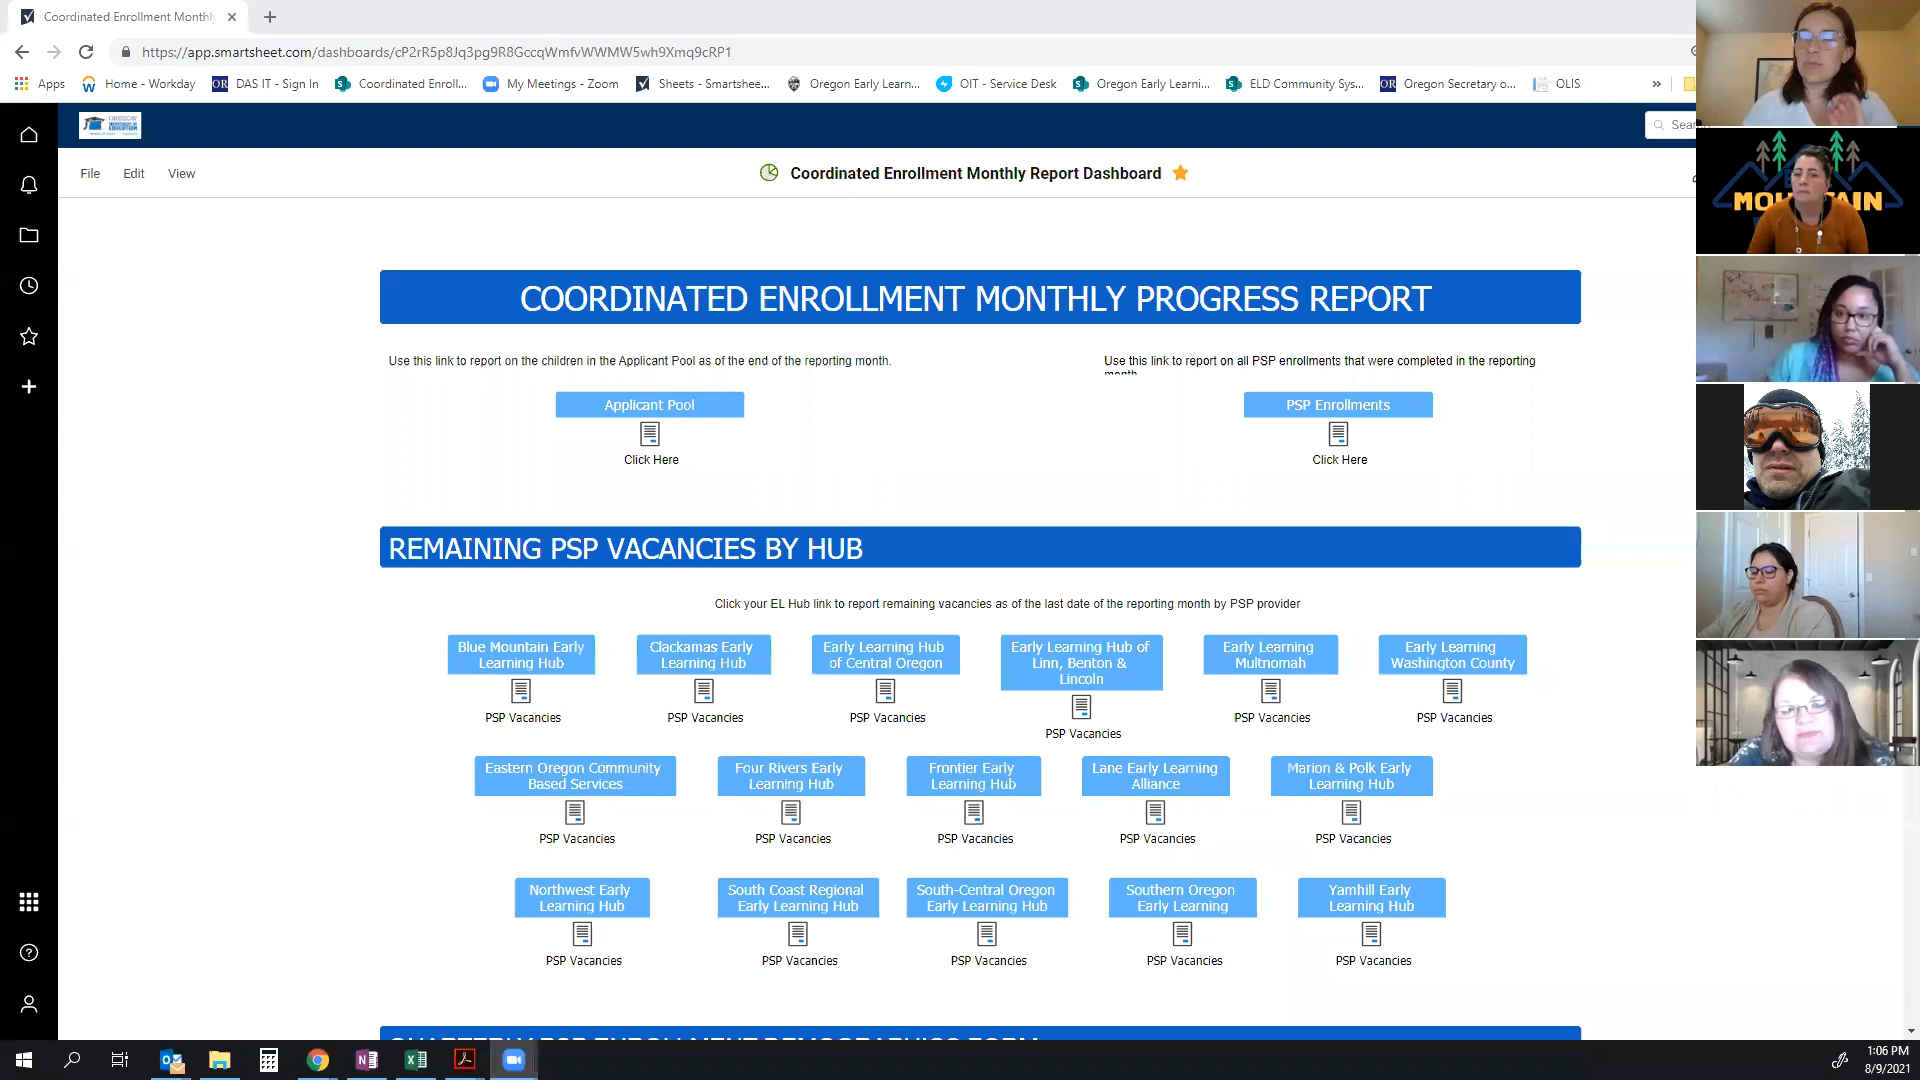 Coordinated Enrollment Monthly
https://app.smartsheet.com/dashboards/cP2rR5p8Jq3pg9R8GccqWmfvWWMW5wh9Xmq9cRP1
Apps
Home - Workday
OR DAS IT - Sign In
Coordinated Enroll...
My Meetings - Zoom
Sheets - Smartshee...
Oregon Early Learn...
OIT - Service Desk
Oregon Early Learni...
ELD Community Sys...
OR Oregon Secretary o...
OLIS
»
OREGON
EDUCATION
File Edit View
Coordinated Enrollment Monthly Report Dashboard
COORDINATED ENROLLMENT MONTHLY PROGRESS REPORT
Use this link to report on the children in the Applicant Pool as of the end of the reporting month.
Applicant Pool
Click Here
Use this link to report on all PSP enrollments that were completed in the reporting
month
PSP Enrollments
Click Here
REMAINING PSP VACANCIES BY HUB
Click your EL Hub link to report remaining vacancies as of the last date of the reporting month by PSP provider
Blue Mountain Early
Learning Hub
PSP Vacancies
Clackamas Early
Learning Hub
PSP Vacancies
Early Learning Hub
of Central Oregon
PSP Vacancies
Early Learning Hub of
Linn, Benton &
Lincoln
PSP Vacancies
Early Learning
Multnomah
PSP Vacancies
Early Learning
Washington County
PSP Vacancies
Eastern Oregon Community
Based Services
PSP Vacancies
Four Rivers Early
Learning Hub
PSP Vacancies
Frontier Early
Learning Hub
PSP Vacancies
Lane Early Learning
Alliance
PSP Vacancies
Marion & Polk Early
Learning Hub
PSP Vacancies
Northwest Early
Learning Hub
PSP Vacancies
South Coast Regional
Early Learning Hub
PSP Vacancies
South-Central Oregon
Early Learning Hub
PSP Vacancies
Southern Oregon
Early Learning
PSP Vacancies
Yamhill Early
Learning Hub
PSP Vacancies
QUARTERLY PSP ENROLLMENT DEMOGRAPHICS FORM
1:06 PM
8/9/2021